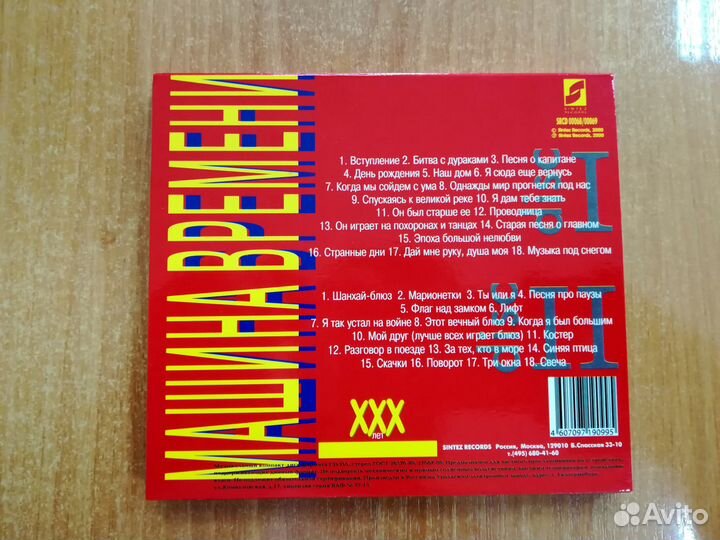 МАШИНА ВРЕМЕНИ
SINTEZ
RECORDS
SRCD 00068/00069
© Sintez Records, 2000
℗ Sintez Records, 2000
CD I
1. Вступление 2. Битва с дураками 3. Песня о капитане
4. День рождения 5. Наш дом 6. Я сюда еще вернусь
7. Когда мы сойдем с ума 8. Однажды мир прогнется под нас
9. Спускаясь к великой реке 10. Я дам тебе знать
11. Он был старше ее 12. Проводница
13. Он играет на похоронах и танцах 14. Старая песня о главном
15. Эпоха большой нелюбви
16. Странные дни 17. Дай мне руку, душа моя 18. Музыка под снегом
CD II
1. Шанхай-блюз 2. Марионетки 3. Ты или я 4. Песня про паузы
5. Флаг над замком 6. Лифт
7. Я так устал на войне 8. Этот вечный блюз 9. Когда я был большим
10. Мой друг (лучше всех играет блюз) 11. Костер
12. Разговор в поезде 13. За тех, кто в море 14. Синяя птица
15. Скачки 16. Поворот 17. Три окна 18. Свеча
XXX
лет
4 607097 190995
SINTEZ RECORDS Россия, Москва, 129010 Б.Спасская 33-10
т.(495) 680-41-60
Avito